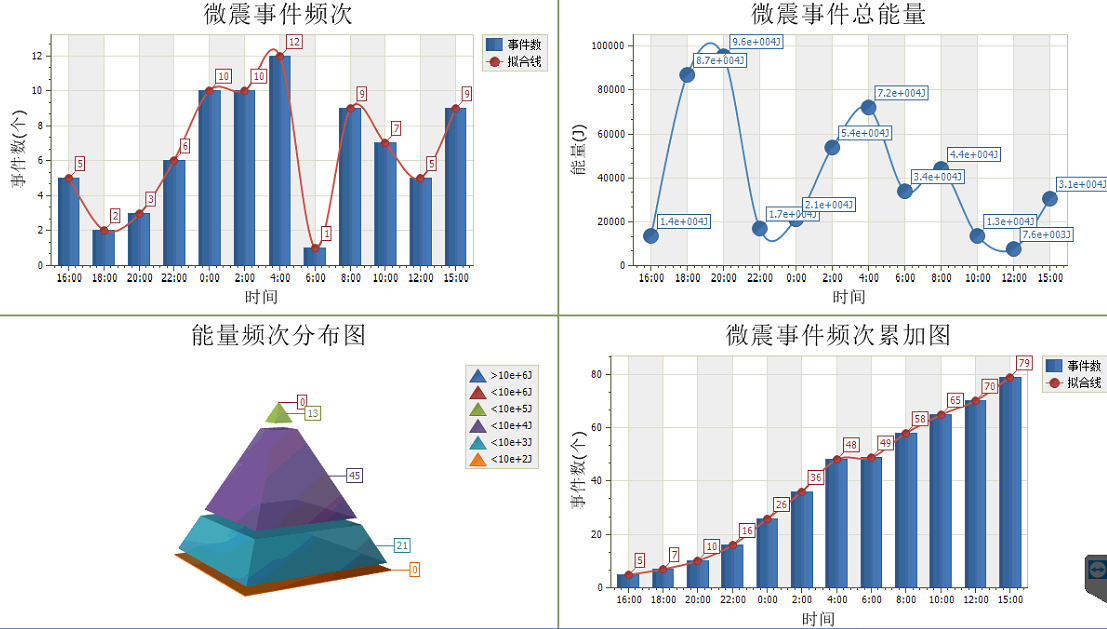 微震事件频次
事件数(个)
12
10
8
6
4
2
0
5
2
3
6
10
10
12
1
9
7
5
9
16:00 18:00 20:00 22:00 0:00 2:00 4:00 6:00 8:00 10:00 12:00 15:00
时间
事件数
拟合线
微震事件总能量
能量(J)
100000
80000
60000
40000
20000
0
1.4e+004J
8.7e+004J
9.6e+004J
1.7e+004J
2.1e+004J
5.4e+004J
7.2e+004J
3.4e+004J
4.4e+004J
1.3e+004J
7.6e+003J
3.1e+004J
16:00 18:00 20:00 22:00 0:00 2:00 4:00 6:00 8:00 10:00 12:00 15:00
时间
能量频次分布图
0
13
45
21
0
>10e+6J
<10e+6J
<10e+5J
<10e+4J
<10e+3J
<10e+2J
微震事件频次累加图
事件数(个)
80
60
40
20
0
5
7
10
16
26
36
48
49
58
65
70
79
16:00 18:00 20:00 22:00 0:00 2:00 4:00 6:00 8:00 10:00 12:00 15:00
时间
事件数
拟合线